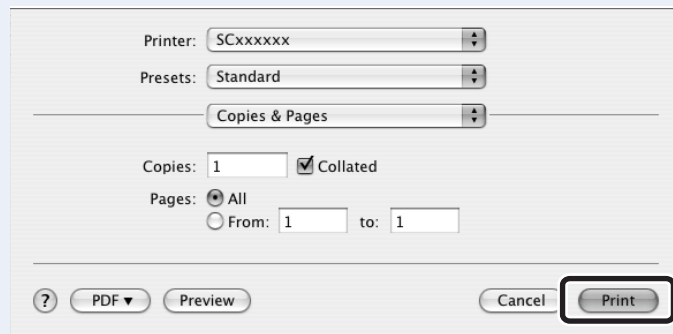 Printer: SCxxxxxx
Presets: Standard
Copies & Pages
Copies: 1 Collated
Pages: All
From: 1 to: 1
? PDF▼ Preview Cancel Print